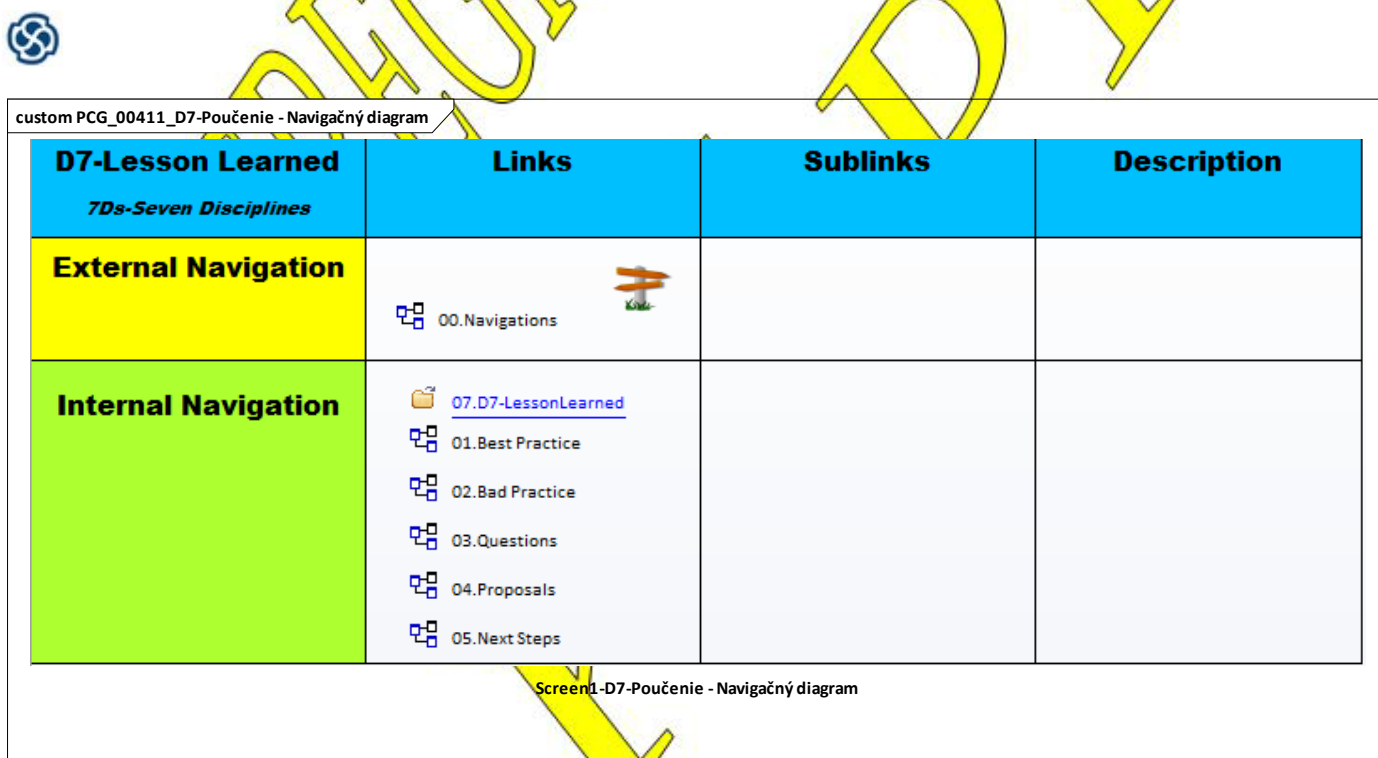 custom PCG_00411_D7-Poučenie - Navigačný diagram
D7-Lesson Learned
7Ds-Seven Disciplines
Links
Sublinks
Description
External Navigation
00.Navigations
Internal Navigation
07.D7-LessonLearned
01.Best Practice
02.Bad Practice
03.Questions
04.Proposals
05.Next Steps
Screen1-D7-Poučenie - Navigačný diagram